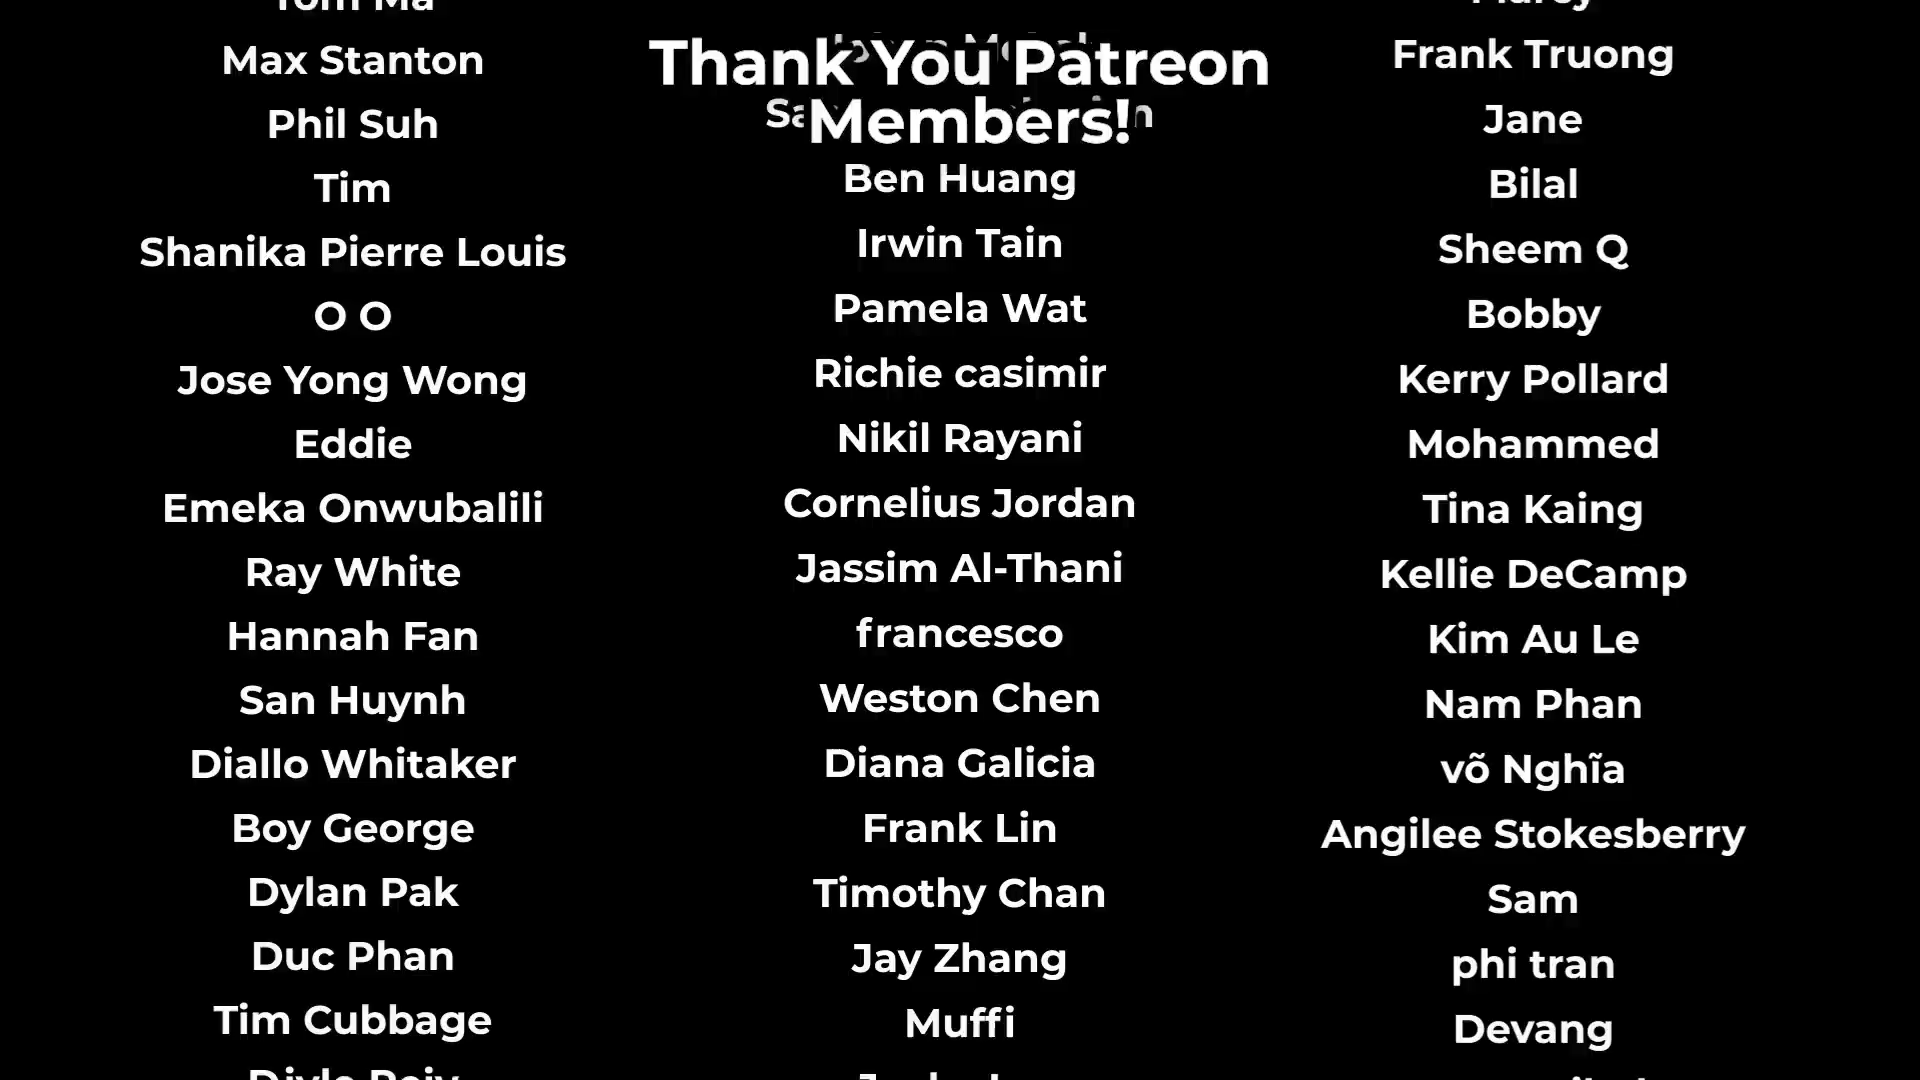 Thank You Patreon
Members!
Tom Ma
Max Stanton
Phil Suh
Tim
Shanika Pierre Louis
O O
Jose Yong Wong
Eddie
Emeka Onwubalili
Ray White
Hannah Fan
San Huynh
Diallo Whitaker
Boy George
Dylan Pak
Duc Phan
Tim Cubbage
Ben Huang
Irwin Tain
Pamela Wat
Richie casimir
Nikil Rayani
Cornelius Jordan
Jassim Al-Thani
francesco
Weston Chen
Diana Galicia
Frank Lin
Timothy Chan
Jay Zhang
Muffi
Frank Truong
Jane
Bilal
Sheem Q
Bobby
Kerry Pollard
Mohammed
Tina Kaing
Kellie DeCamp
Kim Au Le
Nam Phan
võ Nghĩa
Angilee Stokesberry
Sam
phi tran
Devang